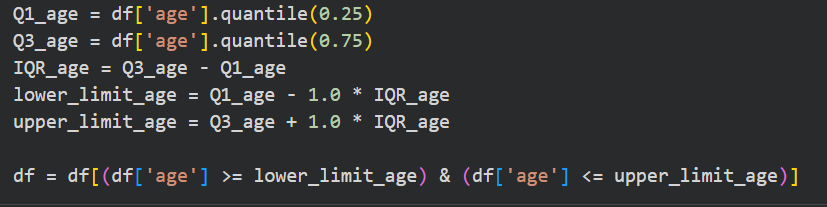 Q1_age = df['age'].quantile(0.25)
Q3_age = df['age'].quantile(0.75)
IQR_age = Q3_age - Q1_age
lower_limit_age = Q1_age - 1.0 * IQR_age
upper_limit_age = Q3_age + 1.0 * IQR_age
df = df[(df['age'] >= lower_limit_age) & (df['age'] <= upper_limit_age)]